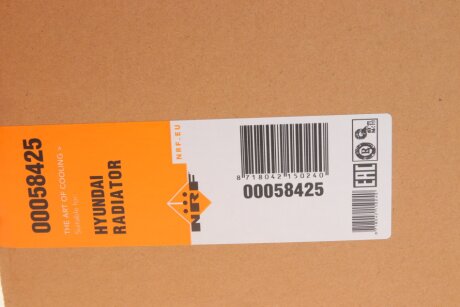 00058425
THE ART OF COOLING >
Suitable for:
HYUNDAI
RADIATOR
NRF.EU
NRF
8 718042 150240
00058425
EAC